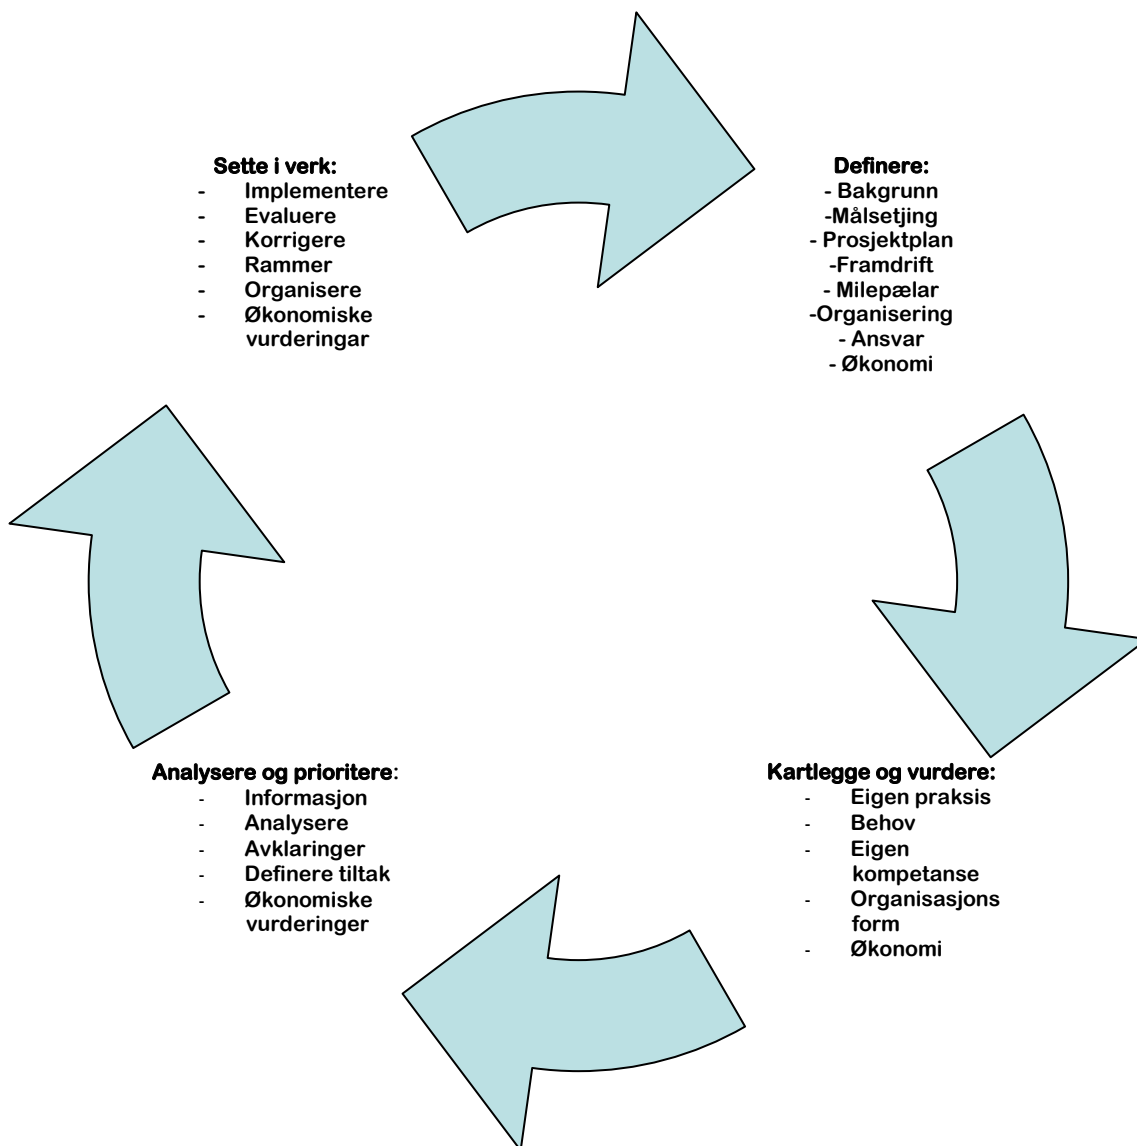 Sette i verk:
- Implementere
- Evaluere
- Korrigere
- Rammer
- Organisere
- Økonomiske
vurderingar
Definere:
- Bakgrunn
-Målsetjing
- Prosjektplan
-Framdrift
- Milepælar
-Organisering
- Ansvar
- Økonomi
Kartlegge og vurdere:
- Eigen praksis
- Behov
- Eigen
kompetanse
- Organisasjons
form
- Økonomi
Analysere og prioritere:
- Informasjon
- Analysere
- Avklaringer
- Definere tiltak
- Økonomiske
vurderinger